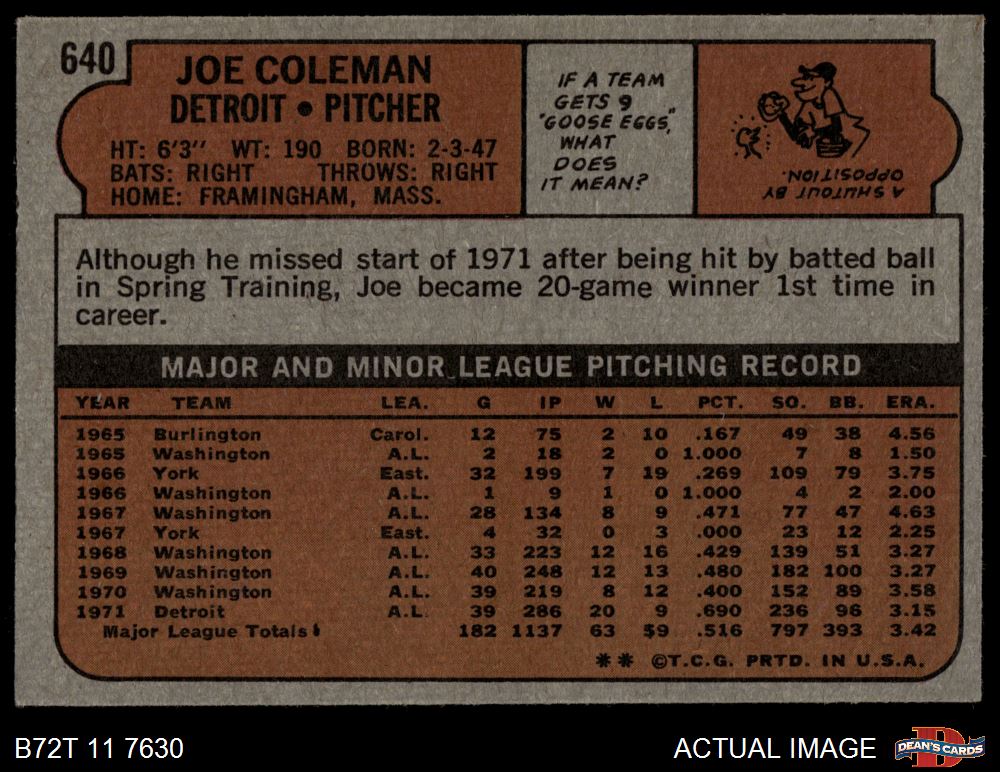 640
JOE COLEMAN
DETROIT • PITCHER
HT: 6'3" WT: 190 BORN: 2-3-47
BATS: RIGHT THROWS: RIGHT
HOME: FRAMINGHAM, MASS.
IF A TEAM
GETS 9
"GOOSE EGGS,"
WHAT
DOES
IT MEAN?
A SHUTOUT BY
OPPOSITION.
Although he missed start of 1971 after being hit by batted ball
in Spring Training, Joe became 20-game winner 1st time in
career.
MAJOR AND MINOR LEAGUE PITCHING RECORD
YEAR TEAM LEA. G IP W L PCT. SO. BB. ERA.
1965 Burlington Carol. 12 75 2 10 .167 49 38 4.56
1965 Washington A.L. 2 18 2 0 1.000 7 8 1.50
1966 York East. 32 199 7 19 .269 109 79 3.75
1966 Washington A.L. 1 9 1 0 1.000 4 2 2.00
1967 Washington A.L. 28 134 8 9 .471 77 47 4.63
1967 York East. 4 32 0 3 .000 23 12 2.25
1968 Washington A.L. 33 223 12 16 .429 139 51 3.27
1969 Washington A.L. 40 248 12 13 .480 182 100 3.27
1970 Washington A.L. 39 219 8 12 .400 152 89 3.58
1971 Detroit A.L. 39 286 20 9 .690 236 96 3.15
Major League Totals 182 1137 63 59 .516 797 393 3.42
** ©T.C.G. PRTD. IN U.S.A.
B72T 11 7630
ACTUAL IMAGE
D
DEAN'S CARDS